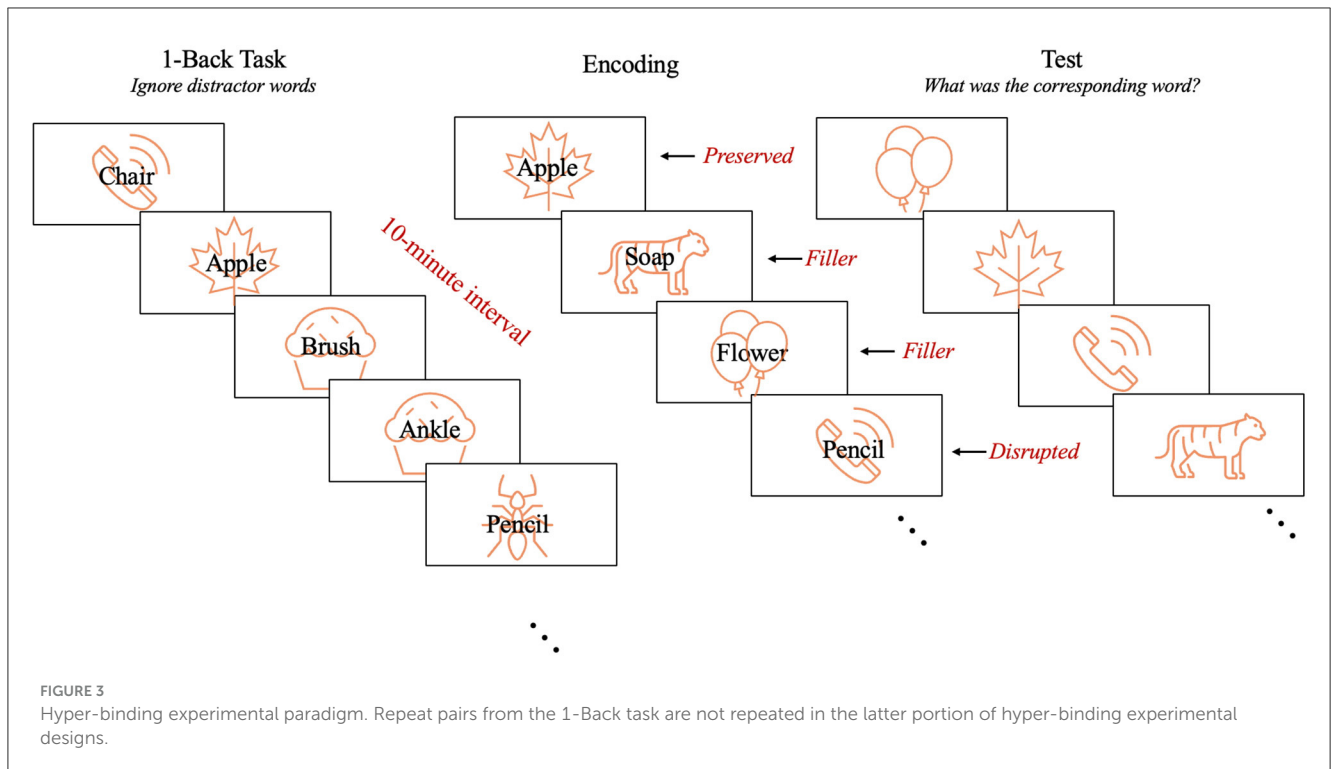 1-Back Task
Ignore distractor words
Chair
Apple
Brush
Ankle
Pencil
10-minute interval
Encoding
Apple
Preserved
Soap
Filler
Flower
Filler
Pencil
Disrupted
Test
What was the corresponding word?
FIGURE 3
Hyper-binding experimental paradigm. Repeat pairs from the 1-Back task are not repeated in the latter portion of hyper-binding experimental
designs.